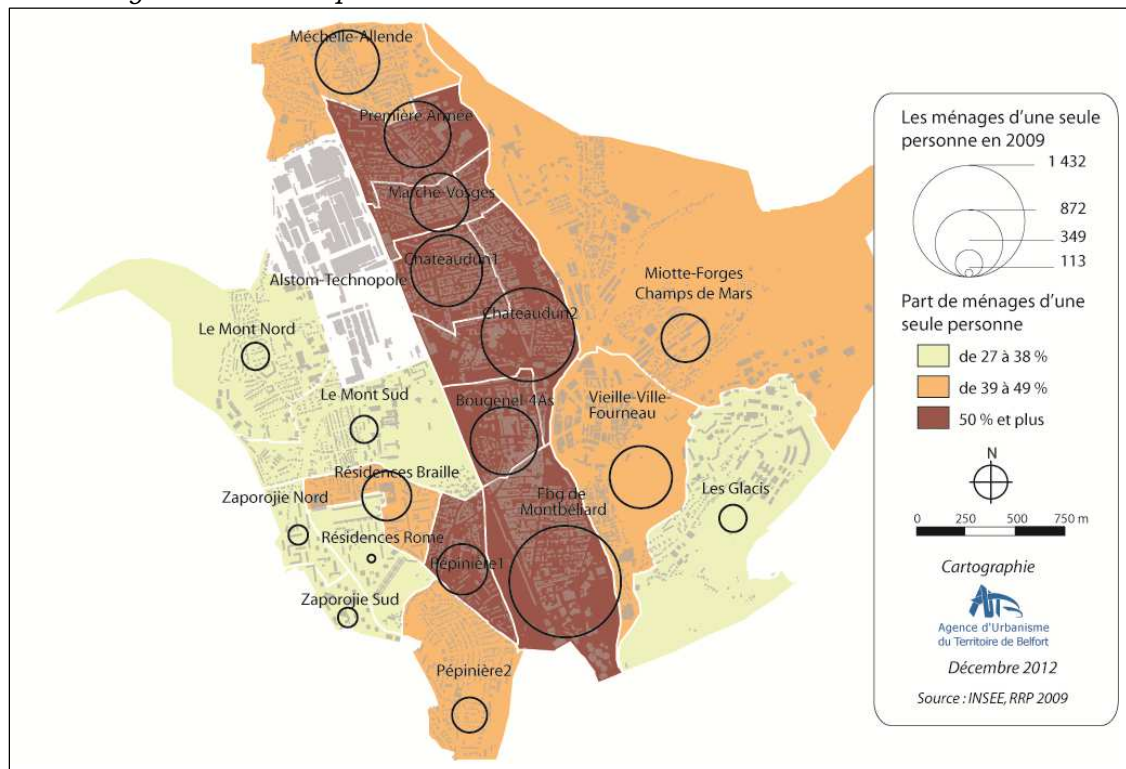 Méchelle-Allende
Première Armée
Marché-Vosges
Chateaudun1
Alstom-Technopole
Chateaudun2
Miotte-Forges
Champs de Mars
Le Mont Nord
Le Mont Sud
Bougenel-4As
Vieille-Ville-
Fourneau
Résidences Braille
Zaporojie Nord
Fbg de
Montbéliard
Les Glacis
Résidences Rome
Pépinière1
Zaporojie Sud
Pépinière2
Les ménages d'une seule
personne en 2009
1 432
872
349
113
Part de ménages d'une
seule personne
de 27 à 38 %
de 39 à 49 %
50 % et plus
N
0 250 500 750 m
Cartographie
Agence d'Urbanisme
du Territoire de Belfort
Décembre 2012
Source : INSEE, RRP 2009